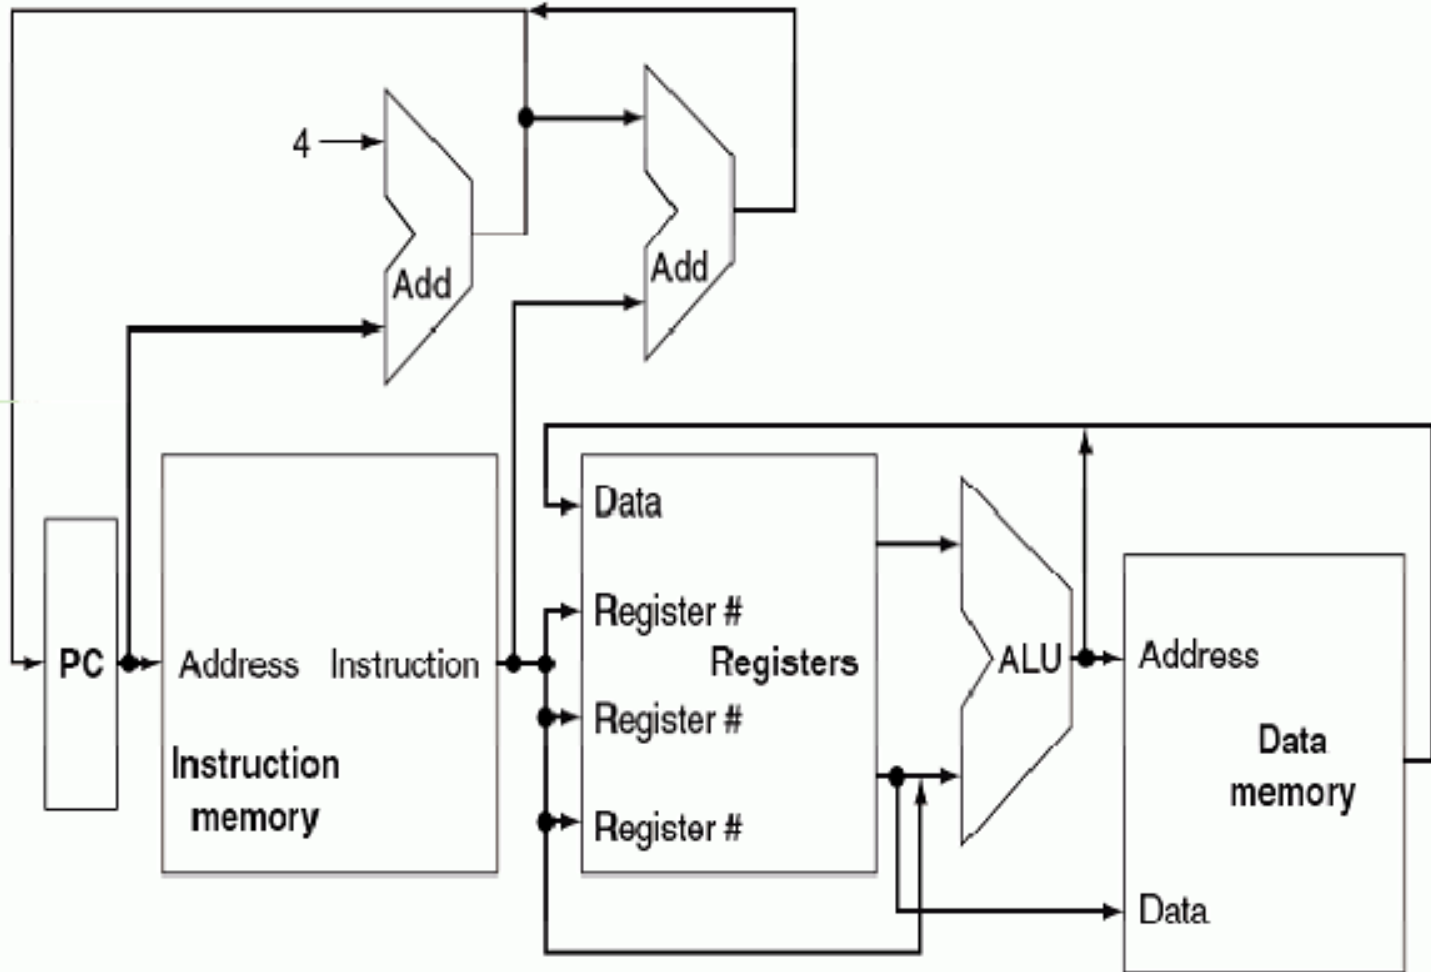 4
Add
Add
Data
Register #
PC
Address
Instruction
Registers
ALU
Address
Register #
Instruction
memory
Data
memory
Register #
Data